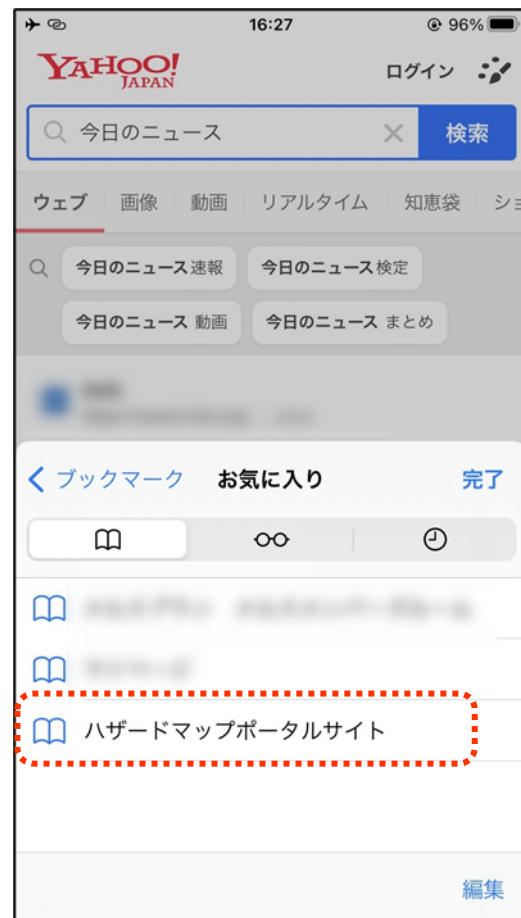 16:27
96%
YAHOO!
JAPAN
ログイン
今日のニュース
検索
ウェブ 画像 動画 リアルタイム 知恵袋 ショ
今日のニュース速報 今日のニュース検定
今日のニュース 動画 今日のニュース まとめ
ブックマーク お気に入り 完了
ハザードマップポータルサイト
編集